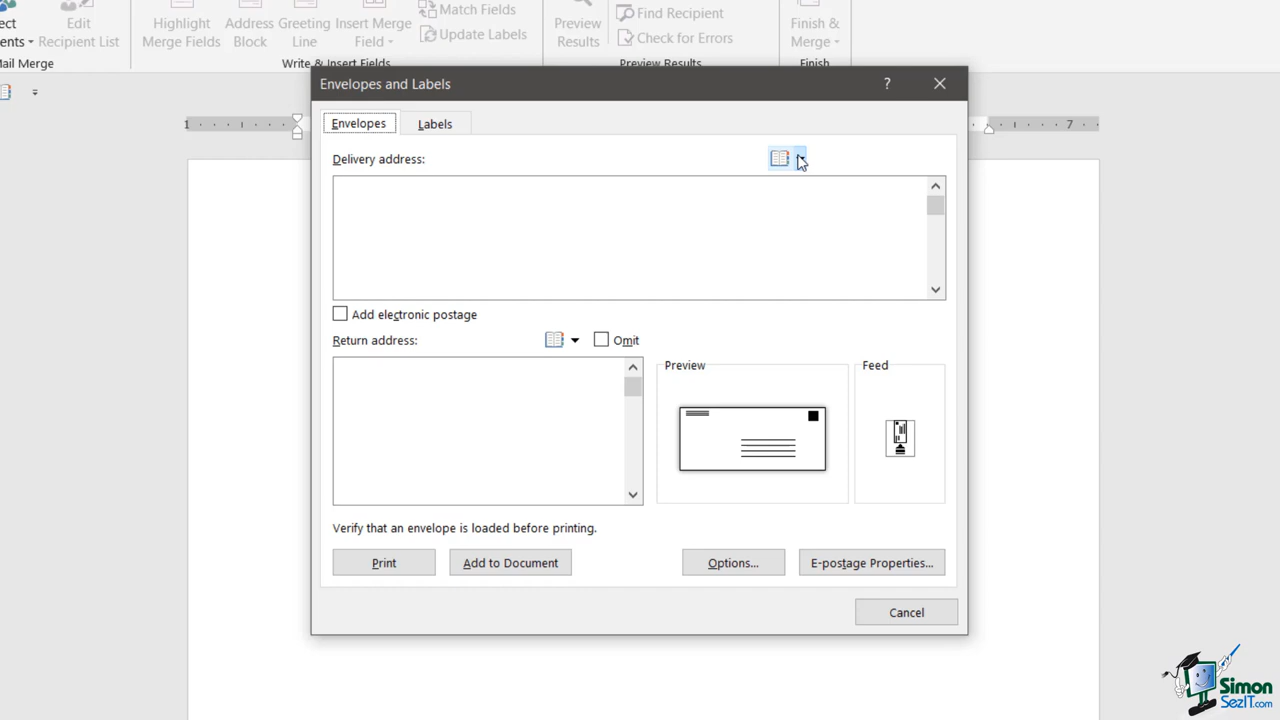 Edit
Recipient List
Highlight
Merge Fields
Address
Block
Greeting
Line
Insert Merge
Field
Match Fields
Update Labels
Write & Insert Fields
Preview
Results
Find Recipient
Check for Errors
Preview Results
Finish &
Merge
Finish
ail Merge
Envelopes and Labels
?
Envelopes
Labels
1
7
Delivery address:
Add electronic postage
Return address:
Omit
Preview
Feed
Verify that an envelope is loaded before printing.
Print
Add to Document
Options...
E-postage Properties...
Cancel
Simon
SezIT.com